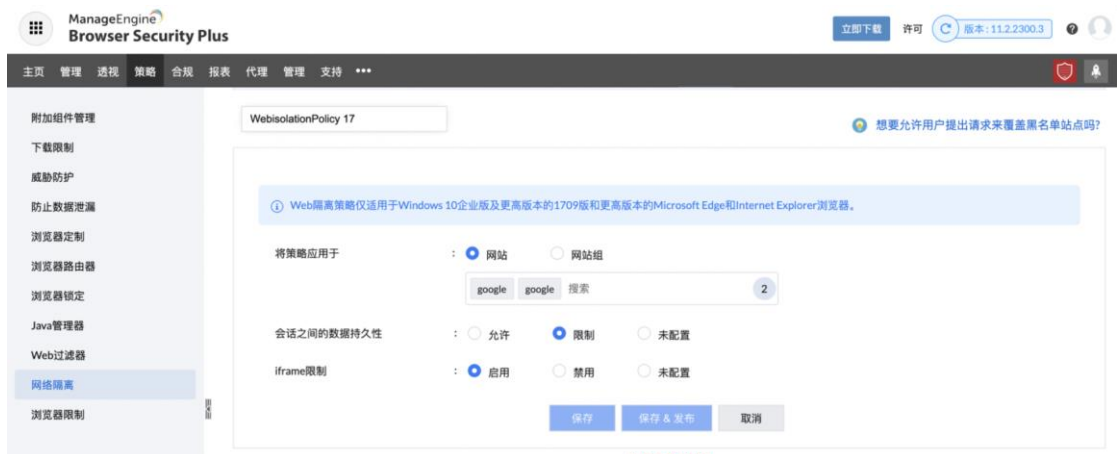 ManageEngine
Browser Security Plus
立即下载 许可 版本 : 11.2.2300.3
主页 管理 透视 策略 合规 报表 代理 管理 支持 •••
附加组件管理
下载限制
威胁防护
防止数据泄漏
浏览器定制
浏览器路由器
浏览器锁定
Java管理器
Web过滤器
网络隔离
浏览器限制
WebisolationPolicy 17
想要允许用户提出请求来覆盖黑名单站点吗?
Web隔离策略仅适用于Windows 10企业版及更高版本的1709版和更高版本的Microsoft Edge和Internet Explorer浏览器。
将策略应用于 : 网站 网站组
google google 搜索 2
会话之间的数据持久性 : 允许 限制 未配置
iframe限制 : 启用 禁用 未配置
保存 保存 & 发布 取消